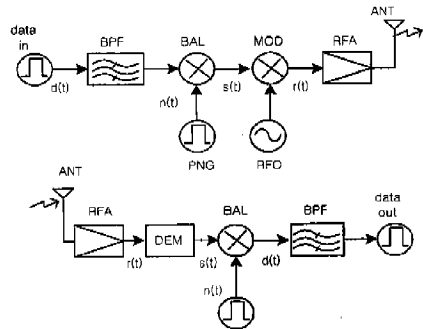 ANT
data
in
BPF
BAL
MOD
RFA
d(t)
s(t)
r(t)
n(t)
PNG
RFO
ANT
RFA
DEM
BAL
BPF
data
out
r(t)
s(t)
d(t)
n(t)